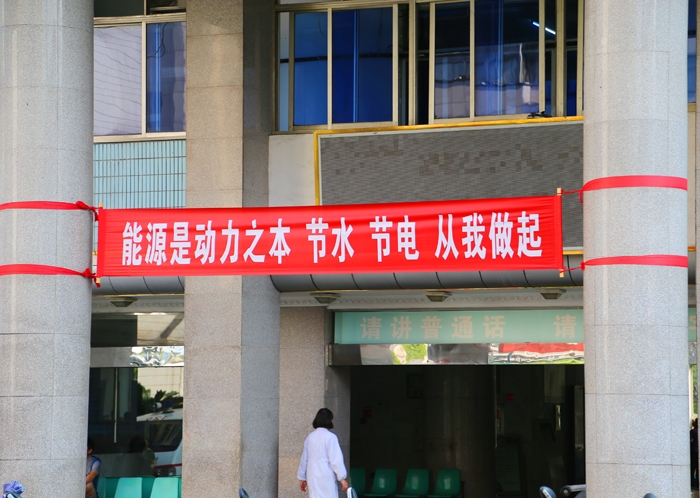 能源是动力之本 节水 节电 从我做起
请讲普通话 请